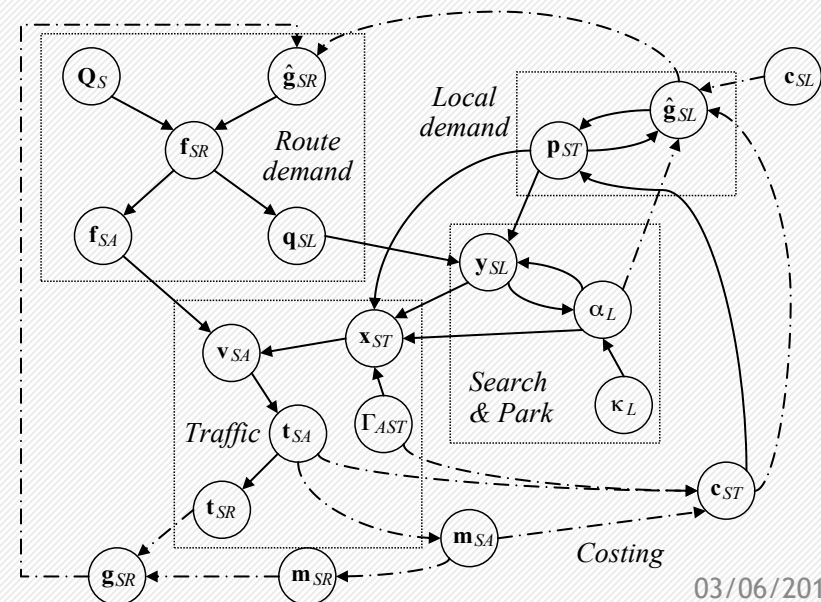 Q_S
ĝ_SR
c_SL
Local
demand
ĝ_SL
f_SR
Route
demand
p_ST
f_SA
q_SL
y_SL
α_L
v_SA
x_ST
Search
& Park
κ_L
Traffic
t_SA
Γ_AST
t_SR
c_ST
m_SA
Costing
g_SR
m_SR
03/06/201